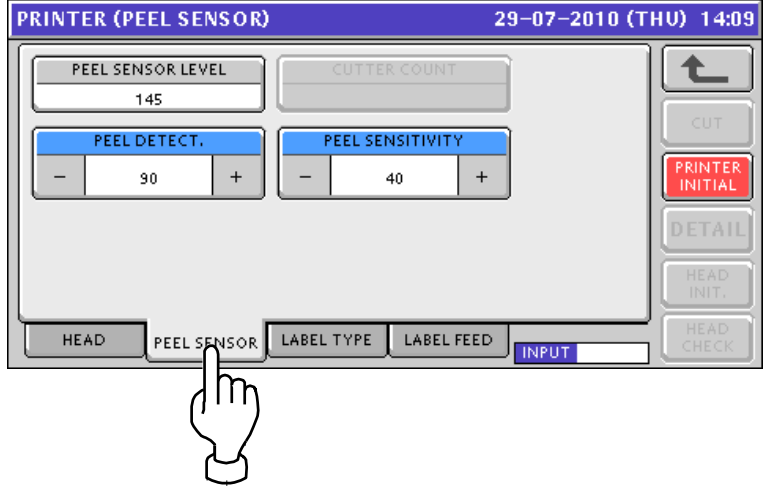 PRINTER (PEEL SENSOR) 29-07-2010 (THU) 14:09
PEEL SENSOR LEVEL
145
CUTTER COUNT
PEEL DETECT.
- 90 +
PEEL SENSITIVITY
- 40 +
CUT
PRINTER
INITIAL
DETAIL
HEAD
INIT.
HEAD
CHECK
HEAD
PEEL SENSOR
LABEL TYPE
LABEL FEED
INPUT